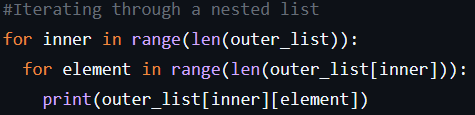 #Iterating through a nested list
for inner in range(len(outer_list)):
  for element in range(len(outer_list[inner])):
    print(outer_list[inner][element])